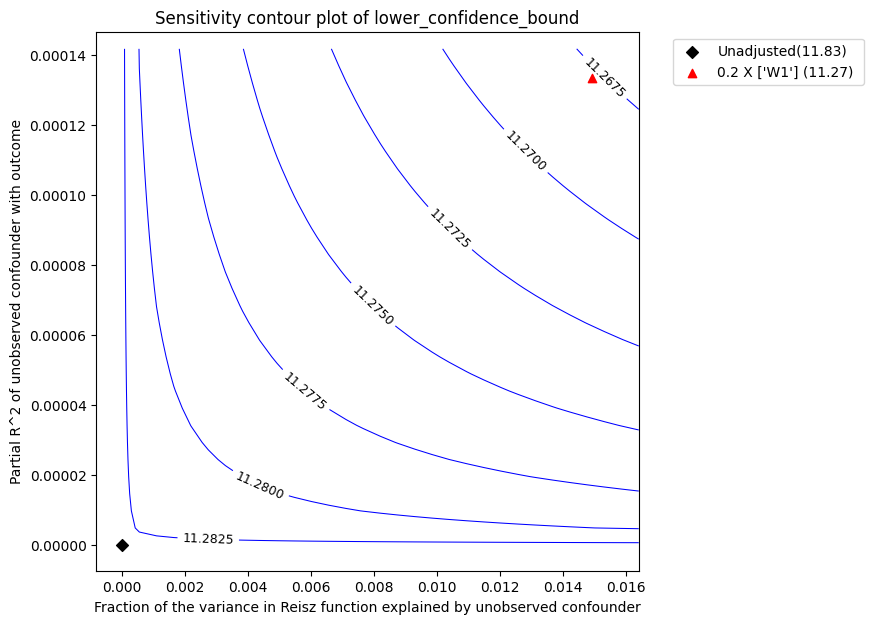 Sensitivity contour plot of lower_confidence_bound
Unadjusted(11.83)
0.2 X ['W1'] (11.27)
Partial R^2 of unobserved confounder with outcome
0.00014
0.00012
0.00010
0.00008
0.00006
0.00004
0.00002
0.00000
11.2675
11.2700
11.2725
11.2750
11.2775
11.2800
11.2825
0.000 0.002 0.004 0.006 0.008 0.010 0.012 0.014 0.016
Fraction of the variance in Reisz function explained by unobserved confounder